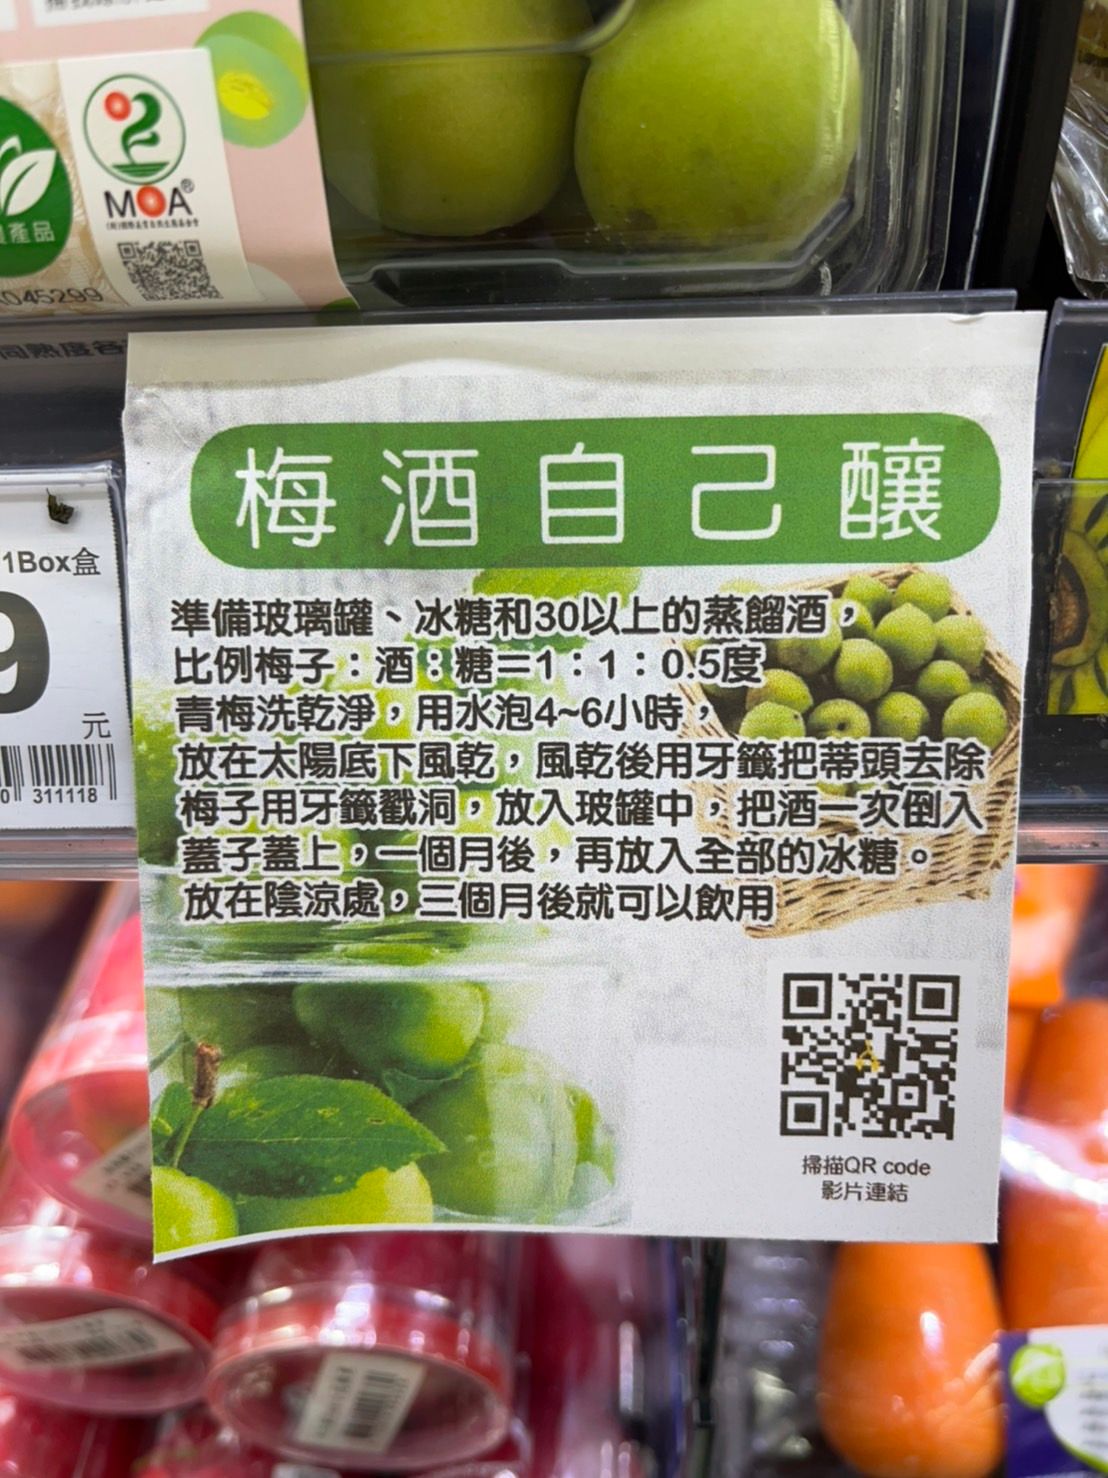 MOA®
產品
045299
同熟度各
1Box盒
9
元
311118
梅酒自己釀
準備玻璃罐、冰糖和30以上的蒸餾酒，
比例梅子：酒：糖＝1：1：0.5度
青梅洗乾淨，用水泡4~6小時，
放在太陽底下風乾，風乾後用牙籤把蒂頭去除
梅子用牙籤戳洞，放入玻罐中，把酒一次倒入
蓋子蓋上，一個月後，再放入全部的冰糖。
放在陰涼處，三個月後就可以飲用
掃描QR code
影片連結